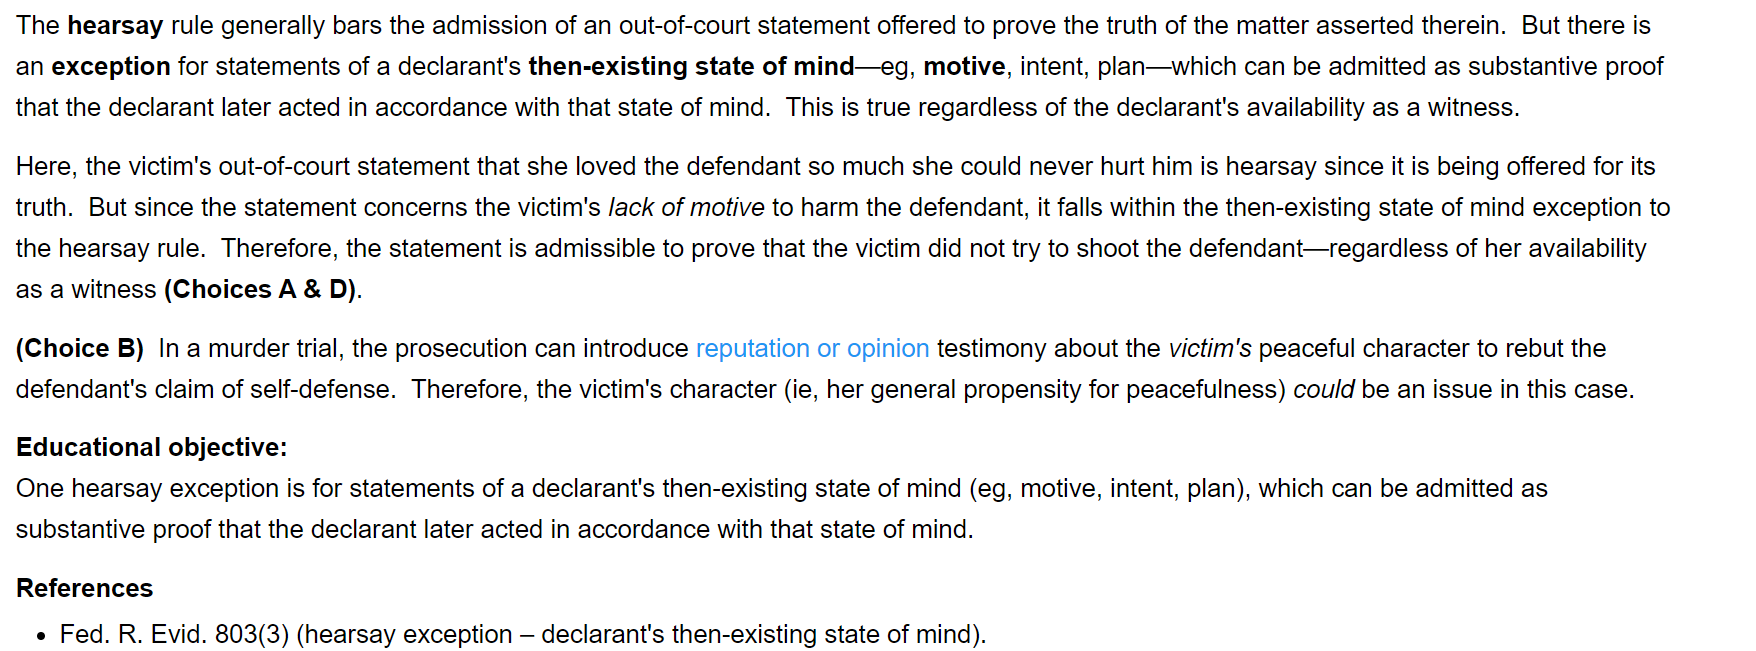 The hearsay rule generally bars the admission of an out-of-court statement offered to prove the truth of the matter asserted therein.  But there is
an exception for statements of a declarant's then-existing state of mind—eg, motive, intent, plan—which can be admitted as substantive proof
that the declarant later acted in accordance with that state of mind.  This is true regardless of the declarant's availability as a witness.
Here, the victim's out-of-court statement that she loved the defendant so much she could never hurt him is hearsay since it is being offered for its
truth.  But since the statement concerns the victim's lack of motive to harm the defendant, it falls within the then-existing state of mind exception to
the hearsay rule.  Therefore, the statement is admissible to prove that the victim did not try to shoot the defendant—regardless of her availability
as a witness (Choices A & D).
(Choice B)  In a murder trial, the prosecution can introduce reputation or opinion testimony about the victim's peaceful character to rebut the
defendant's claim of self-defense.  Therefore, the victim's character (ie, her general propensity for peacefulness) could be an issue in this case.
Educational objective:
One hearsay exception is for statements of a declarant's then-existing state of mind (eg, motive, intent, plan), which can be admitted as
substantive proof that the declarant later acted in accordance with that state of mind.
References
• Fed. R. Evid. 803(3) (hearsay exception – declarant's then-existing state of mind).